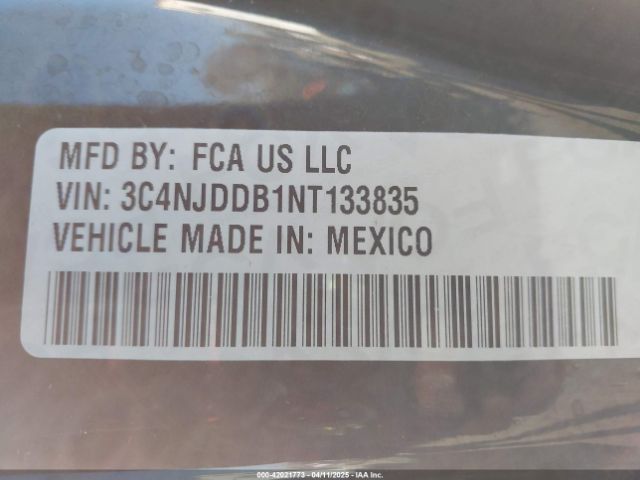 MFD BY: FCA US LLC
VIN: 3C4NJDDB1NT133835
VEHICLE MADE IN: MEXICO
000-42021773 - 04/11/2025 - IAA Inc.